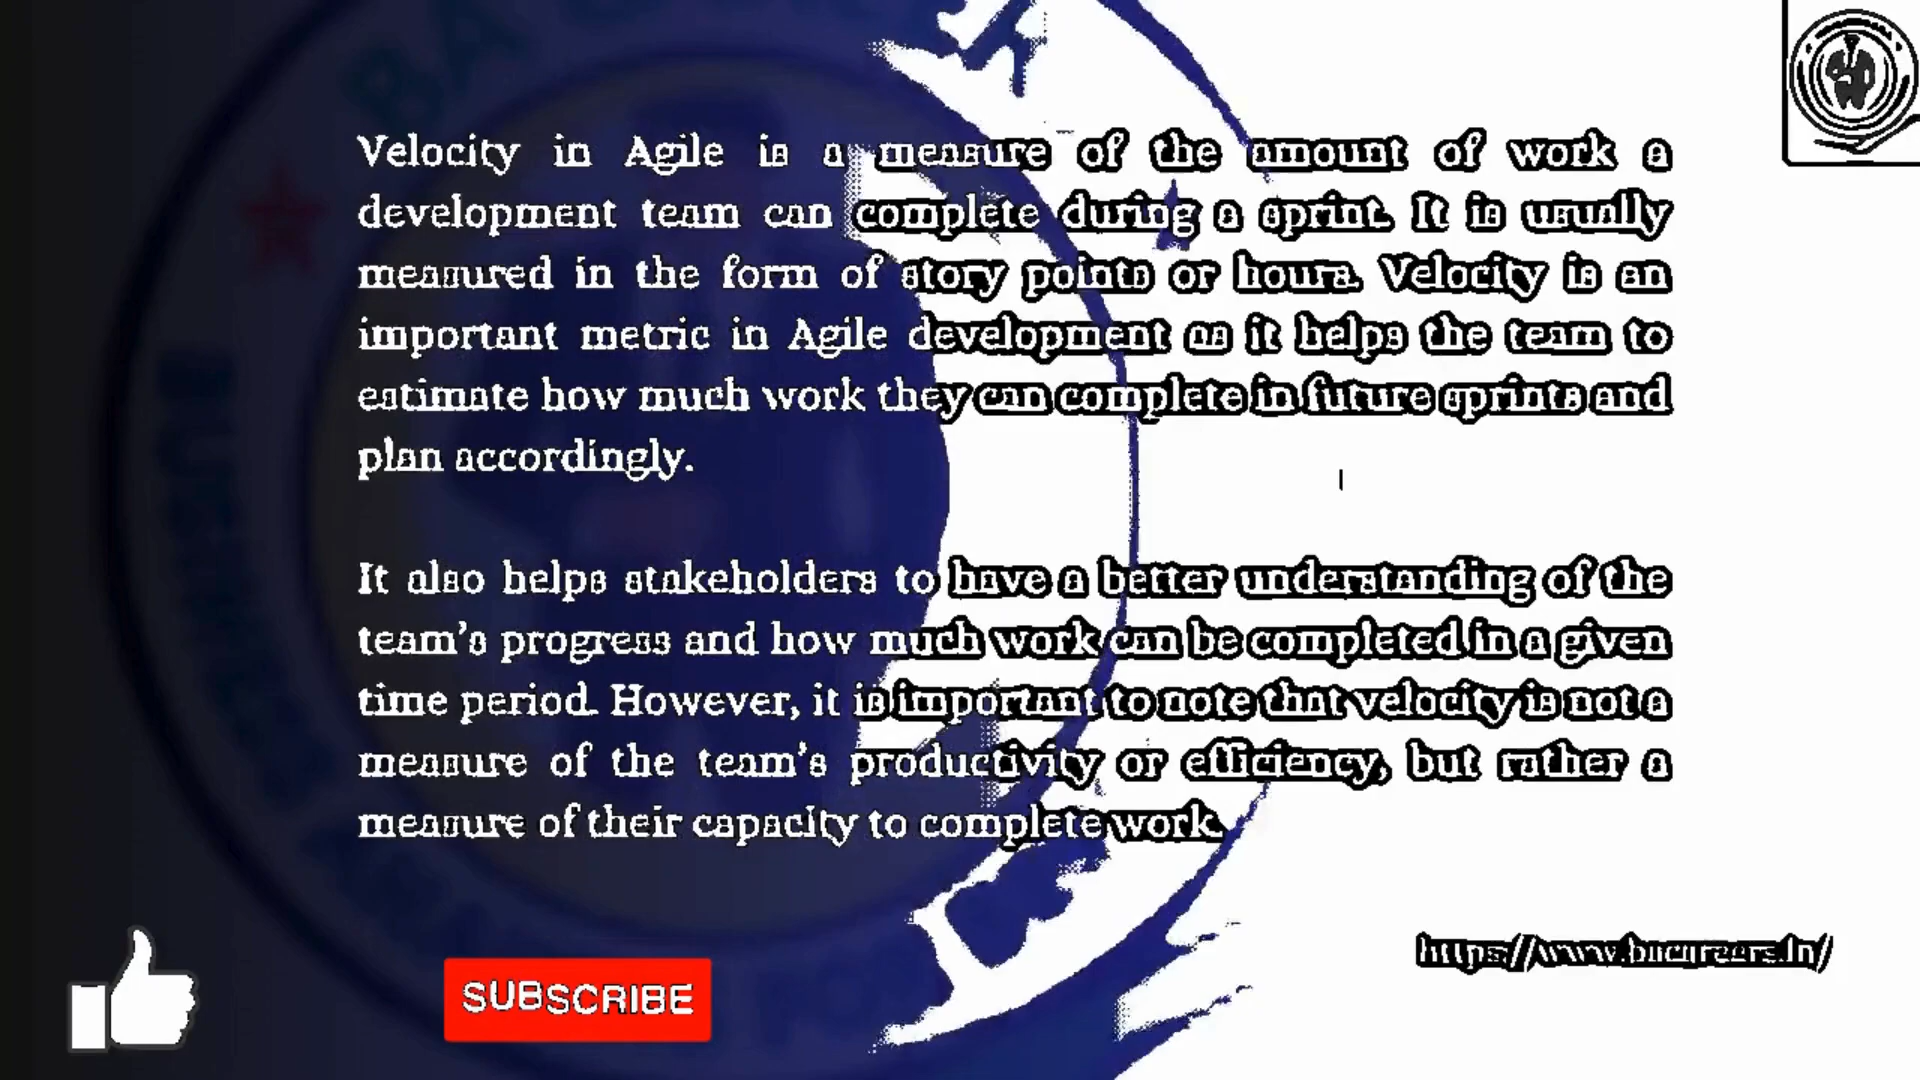 Velocity in Agile is a measure of the amount of work a
development team can complete during a sprint. It is usually
measured in the form of story points or hours. Velocity is an
important metric in Agile development as it helps the team to
estimate how much work they can complete in future sprints and
plan accordingly.
It also helps stakeholders to have a better understanding of the
team's progress and how much work can be completed in a given
time period. However, it is important to note that velocity is not a
measure of the team's productivity or efficiency, but rather a
measure of their capacity to complete work.
https://www.bacareers.in/
SUBSCRIBE